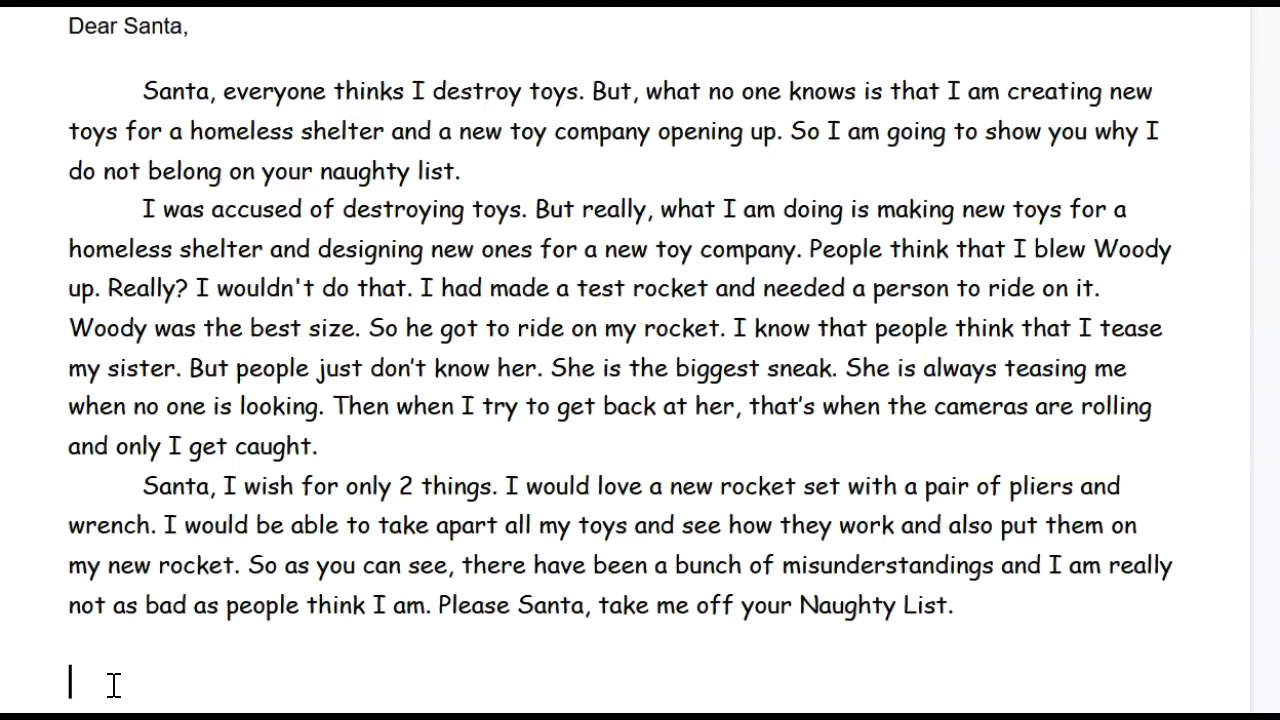 Dear Santa,
Santa, everyone thinks I destroy toys. But, what no one knows is that I am creating new
toys for a homeless shelter and a new toy company opening up. So I am going to show you why I
do not belong on your naughty list.
I was accused of destroying toys. But really, what I am doing is making new toys for a
homeless shelter and designing new ones for a new toy company. People think that I blew Woody
up. Really? I wouldn't do that. I had made a test rocket and needed a person to ride on it.
Woody was the best size. So he got to ride on my rocket. I know that people think that I tease
my sister. But people just don't know her. She is the biggest sneak. She is always teasing me
when no one is looking. Then when I try to get back at her, that's when the cameras are rolling
and only I get caught.
Santa, I wish for only 2 things. I would love a new rocket set with a pair of pliers and
wrench. I would be able to take apart all my toys and see how they work and also put them on
my new rocket. So as you can see, there have been a bunch of misunderstandings and I am really
not as bad as people think I am. Please Santa, take me off your Naughty List.